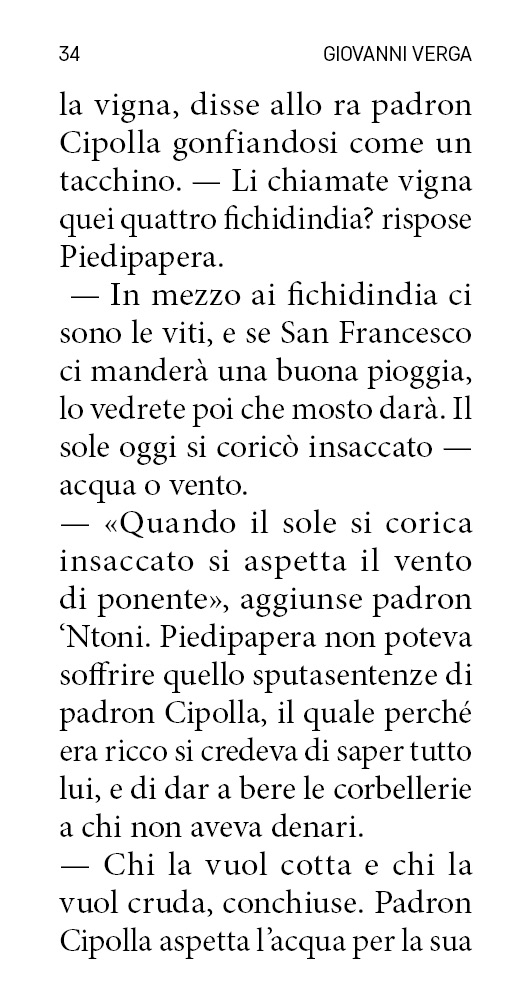 34 GIOVANNI VERGA
la vigna, disse allo ra padron
Cipolla gonfiandosi come un
tacchino. — Li chiamate vigna
quei quattro fichidindia? rispose
Piedipapera.
— In mezzo ai fichidindia ci
sono le viti, e se San Francesco
ci manderà una buona pioggia,
lo vedrete poi che mosto darà. Il
sole oggi si coricò insaccato —
acqua o vento.
— «Quando il sole si corica
insaccato si aspetta il vento
di ponente», aggiunse padron
‘Ntoni. Piedipapera non poteva
soffrire quello sputasentenze di
padron Cipolla, il quale perché
era ricco si credeva di saper tutto
lui, e di dar a bere le corbellerie
a chi non aveva denari.
— Chi la vuol cotta e chi la
vuol cruda, conchiuse. Padron
Cipolla aspetta l’acqua per la sua